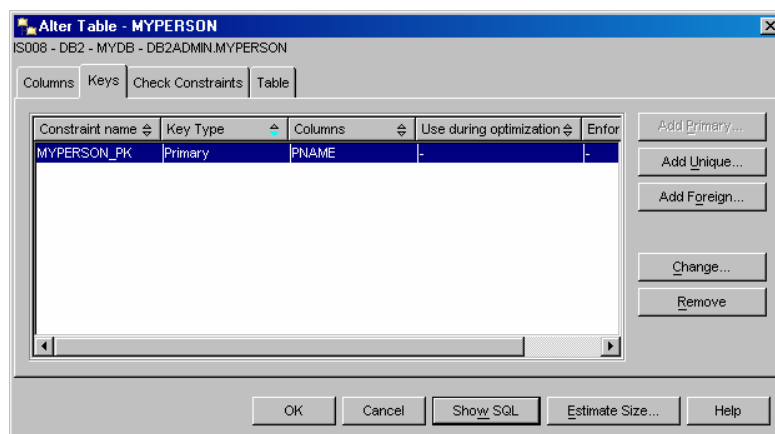 Alter Table - MYPERSON
IS008 - DB2 - MYDB - DB2ADMIN.MYPERSON
Columns Keys Check Constraints Table
Constraint name Key Type Columns Use during optimization Enfor
MYPERSON_PK Primary PNAME - -
Add Primary...
Add Unique...
Add Foreign...
Change...
Remove
OK Cancel Show SQL Estimate Size... Help